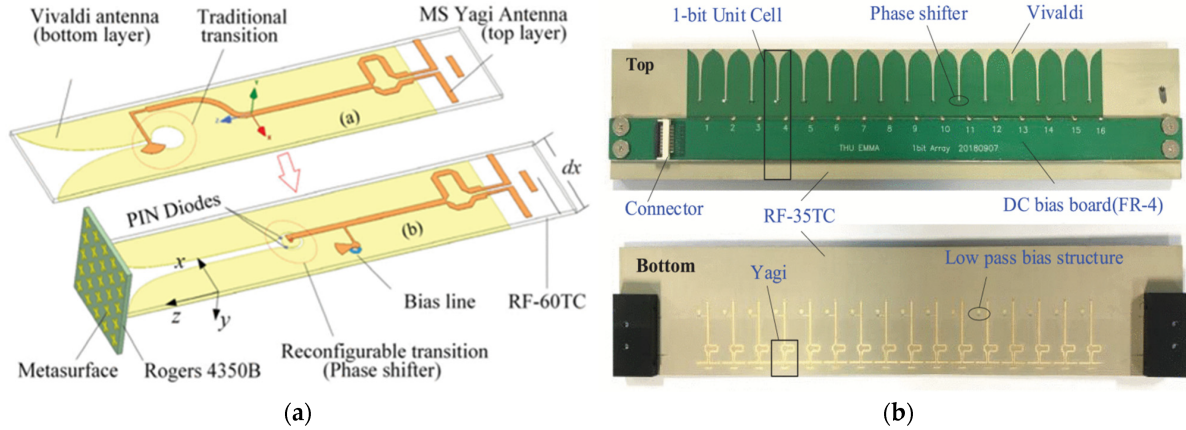 Vivaldi antenna
(bottom layer)
Traditional
transition
MS Yagi Antenna
(top layer)
(a)
dx
PIN Diodes
(b)
x
z
y
Bias line
RF-60TC
Reconfigurable transition
(Phase shifter)
Metasurface
Rogers 4350B
(a)
1-bit Unit Cell
Phase shifter
Vivaldi
Top
1 2 3 4 5 6 7 8 9 10 11 12 13 14 15 16
THU EMMA 1bit Array 20180907
Connector
RF-35TC
DC bias board(FR-4)
Bottom
Yagi
Low pass bias structure
(b)